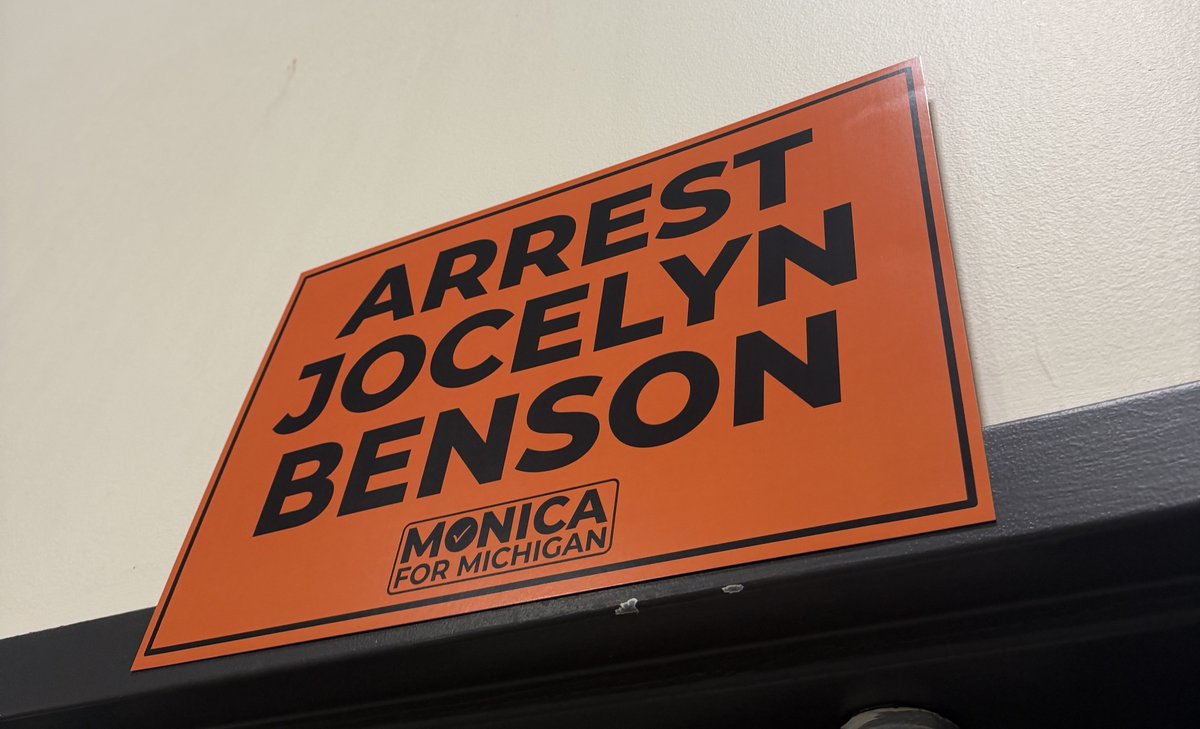 ARREST
JOCELYN
BENSON
MONICA
FOR MICHIGAN